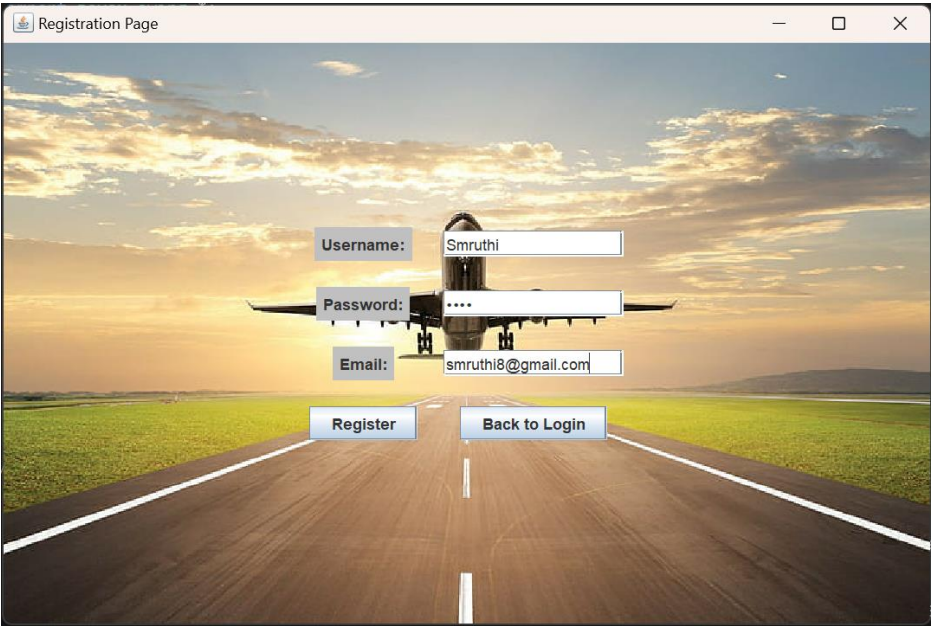 Registration Page
Username: Smruthi
Password: ••••
Email: smruthi8@gmail.com
Register Back to Login